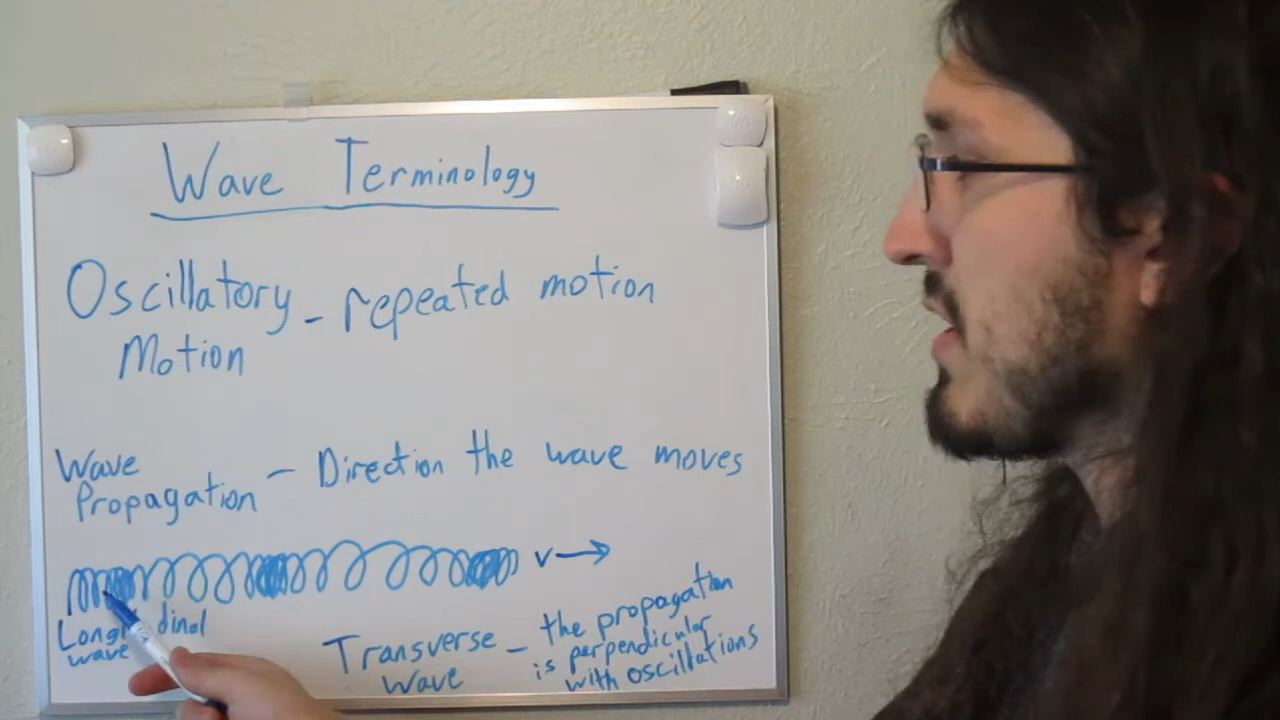 Wave Terminology
Oscillatory - repeated motion
Motion
Wave
Propagation - Direction the wave moves
v →
Longi dinal
wave
Transverse - the propagation
Wave is perpendicular
with oscillations